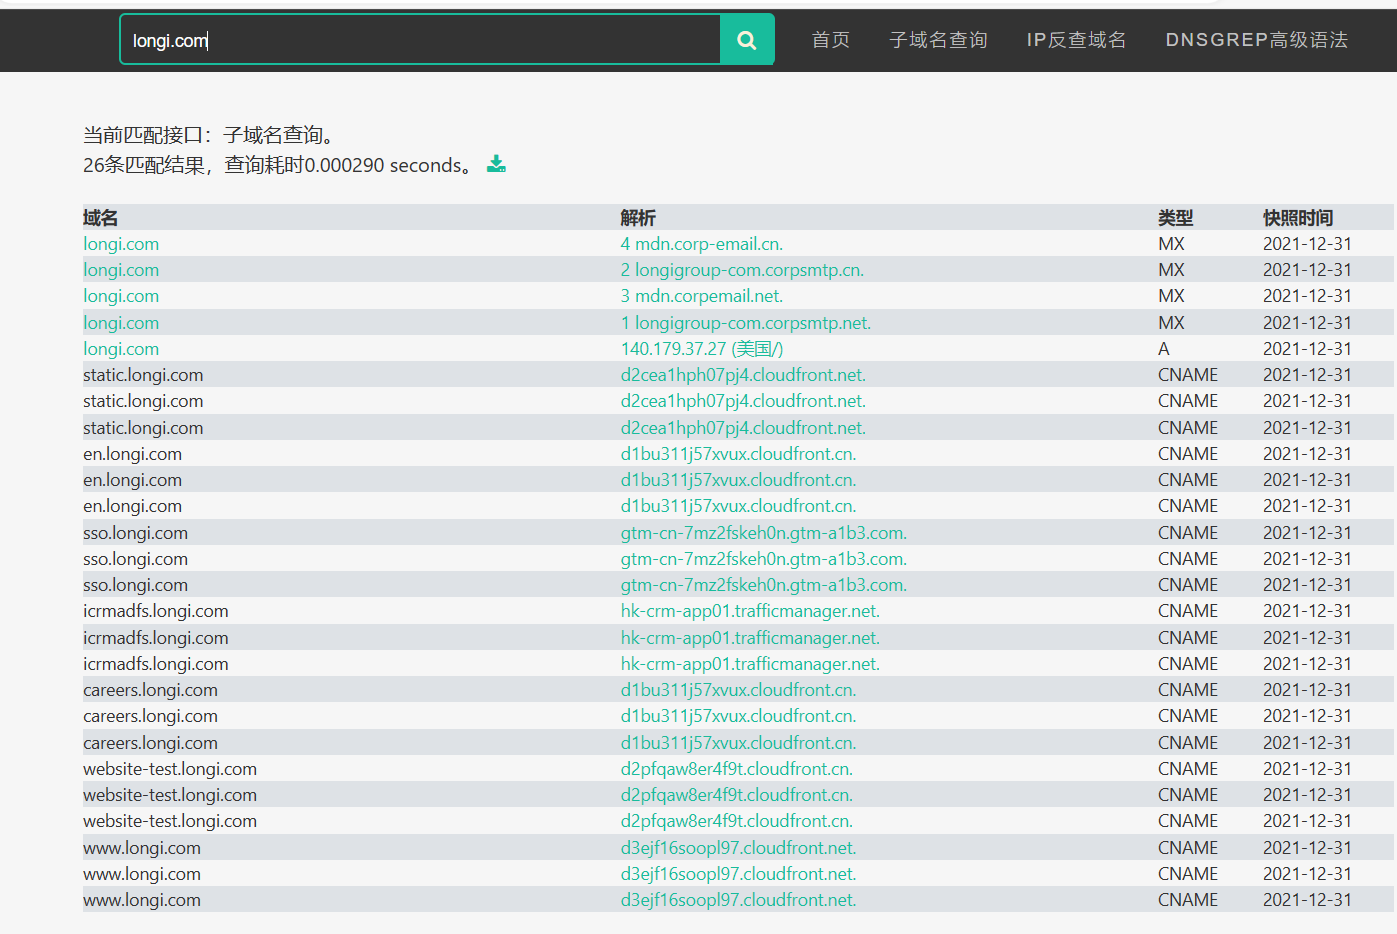 longi.com 首页 子域名查询 IP反查域名 DNSGREP高级语法
当前匹配接口：子域名查询。
26条匹配结果，查询耗时0.000290 seconds。
域名 解析 类型 快照时间
longi.com 4 mdn.corp-email.cn. MX 2021-12-31
longi.com 2 longigroup-com.corpsmtp.cn. MX 2021-12-31
longi.com 3 mdn.corpemail.net. MX 2021-12-31
longi.com 1 longigroup-com.corpsmtp.net. MX 2021-12-31
longi.com 140.179.37.27 (美国/) A 2021-12-31
static.longi.com d2cea1hph07pj4.cloudfront.net. CNAME 2021-12-31
static.longi.com d2cea1hph07pj4.cloudfront.net. CNAME 2021-12-31
static.longi.com d2cea1hph07pj4.cloudfront.net. CNAME 2021-12-31
en.longi.com d1bu311j57xvux.cloudfront.cn. CNAME 2021-12-31
en.longi.com d1bu311j57xvux.cloudfront.cn. CNAME 2021-12-31
en.longi.com d1bu311j57xvux.cloudfront.cn. CNAME 2021-12-31
sso.longi.com gtm-cn-7mz2fskeh0n.gtm-a1b3.com. CNAME 2021-12-31
sso.longi.com gtm-cn-7mz2fskeh0n.gtm-a1b3.com. CNAME 2021-12-31
sso.longi.com gtm-cn-7mz2fskeh0n.gtm-a1b3.com. CNAME 2021-12-31
icrmadfs.longi.com hk-crm-app01.trafficmanager.net. CNAME 2021-12-31
icrmadfs.longi.com hk-crm-app01.trafficmanager.net. CNAME 2021-12-31
icrmadfs.longi.com hk-crm-app01.trafficmanager.net. CNAME 2021-12-31
careers.longi.com d1bu311j57xvux.cloudfront.cn. CNAME 2021-12-31
careers.longi.com d1bu311j57xvux.cloudfront.cn. CNAME 2021-12-31
careers.longi.com d1bu311j57xvux.cloudfront.cn. CNAME 2021-12-31
website-test.longi.com d2pfqaw8er4f9t.cloudfront.cn. CNAME 2021-12-31
website-test.longi.com d2pfqaw8er4f9t.cloudfront.cn. CNAME 2021-12-31
website-test.longi.com d2pfqaw8er4f9t.cloudfront.cn. CNAME 2021-12-31
www.longi.com d3ejf16soopl97.cloudfront.net. CNAME 2021-12-31
www.longi.com d3ejf16soopl97.cloudfront.net. CNAME 2021-12-31
www.longi.com d3ejf16soopl97.cloudfront.net. CNAME 2021-12-31